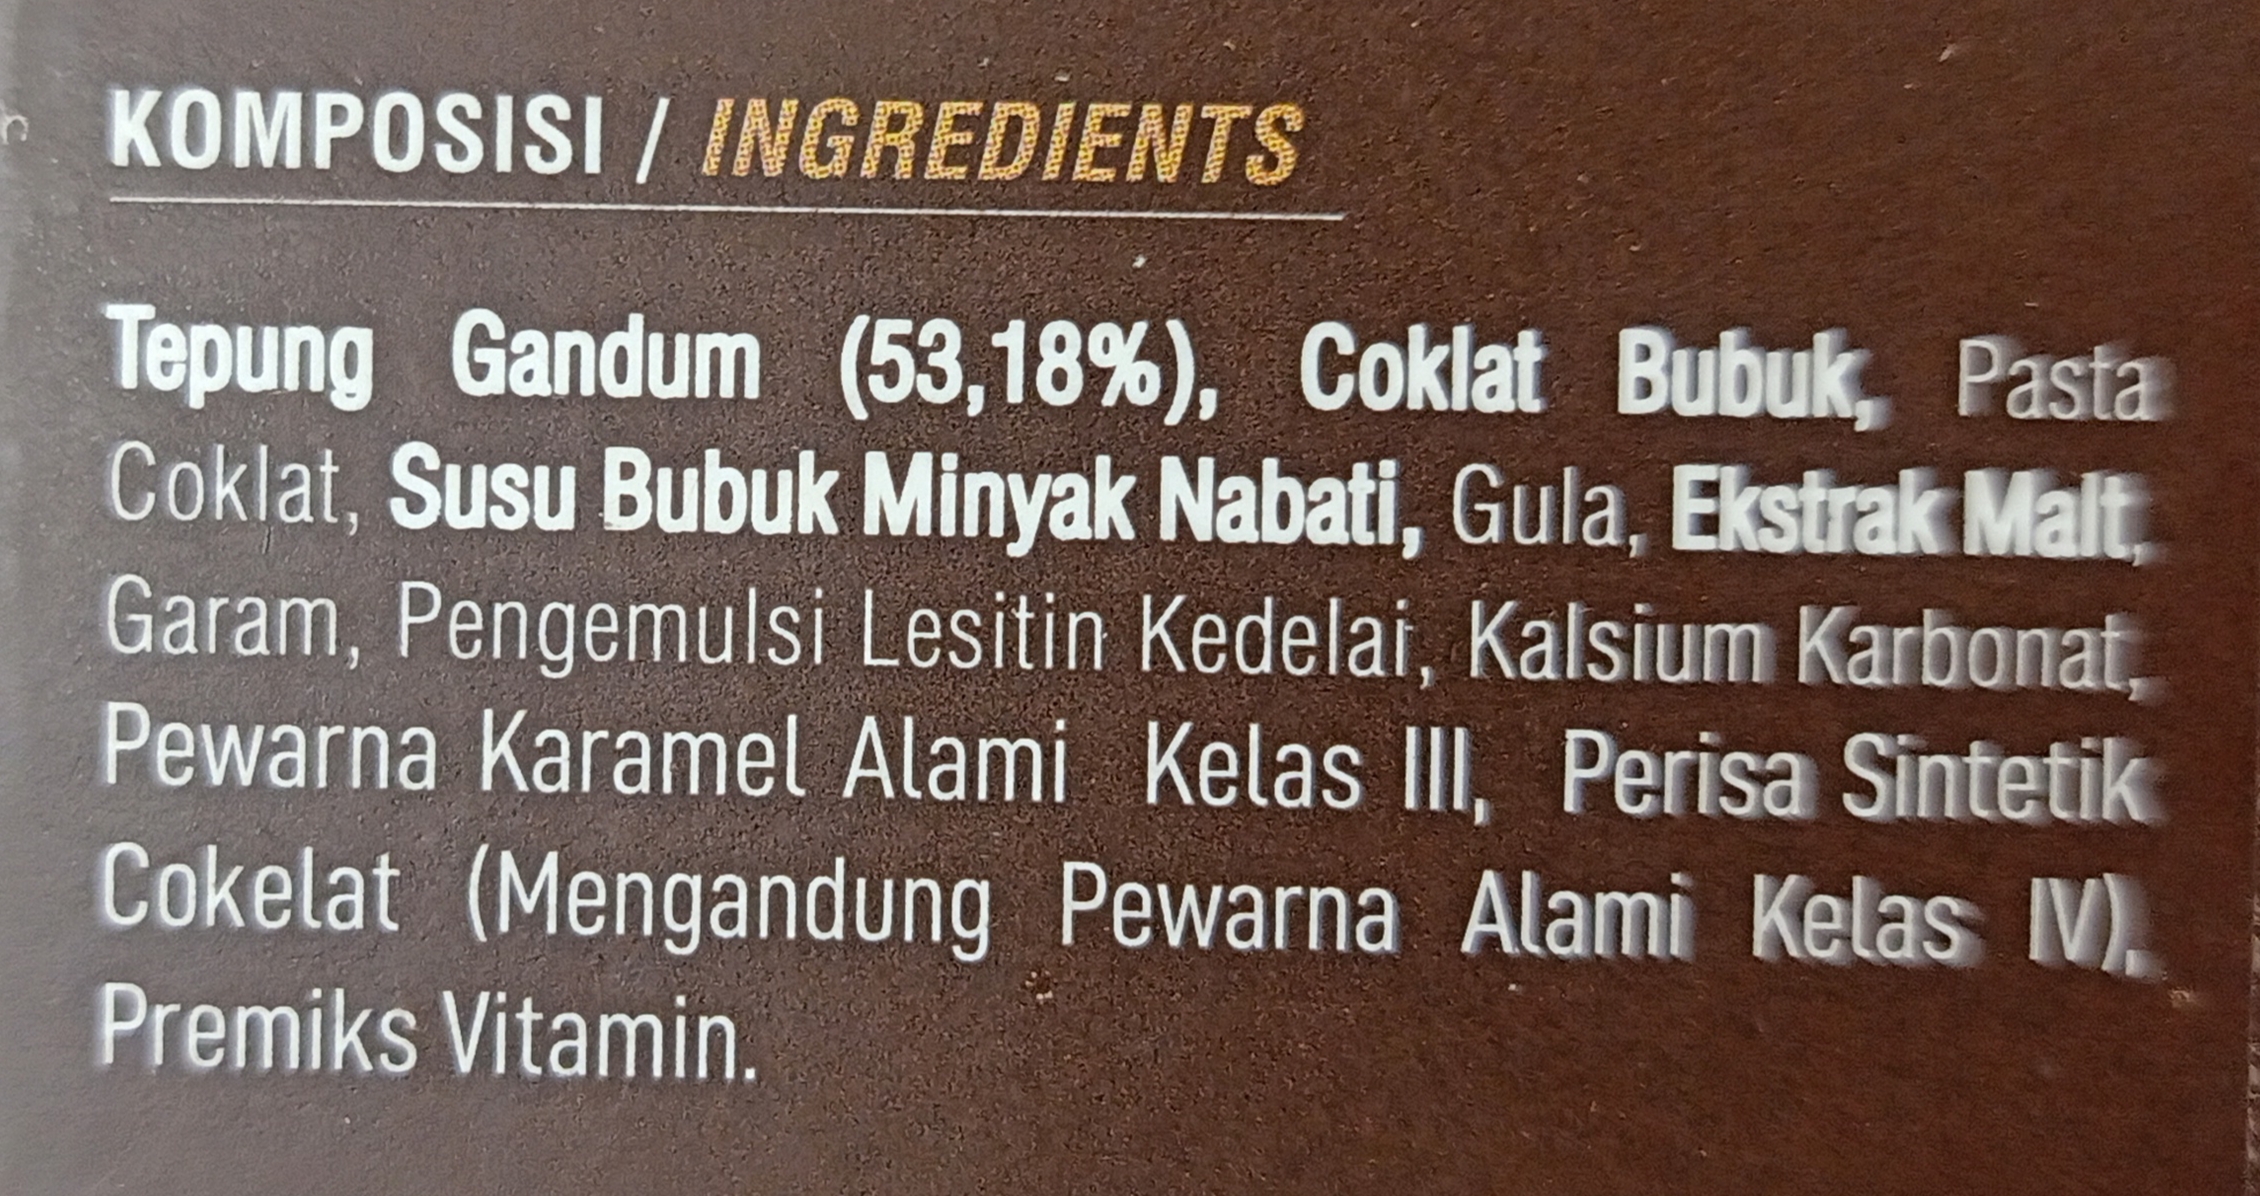 KOMPOSISI / INGREDIENTS
Tepung Gandum (53,18%), Coklat Bubuk, Pasta
Coklat, Susu Bubuk Minyak Nabati, Gula, Ekstrak Malt,
Garam, Pengemulsi Lesitin Kedelai, Kalsium Karbonat,
Pewarna Karamel Alami Kelas III, Perisa Sintetik
Cokelat (Mengandung Pewarna Alami Kelas IV),
Premiks Vitamin.